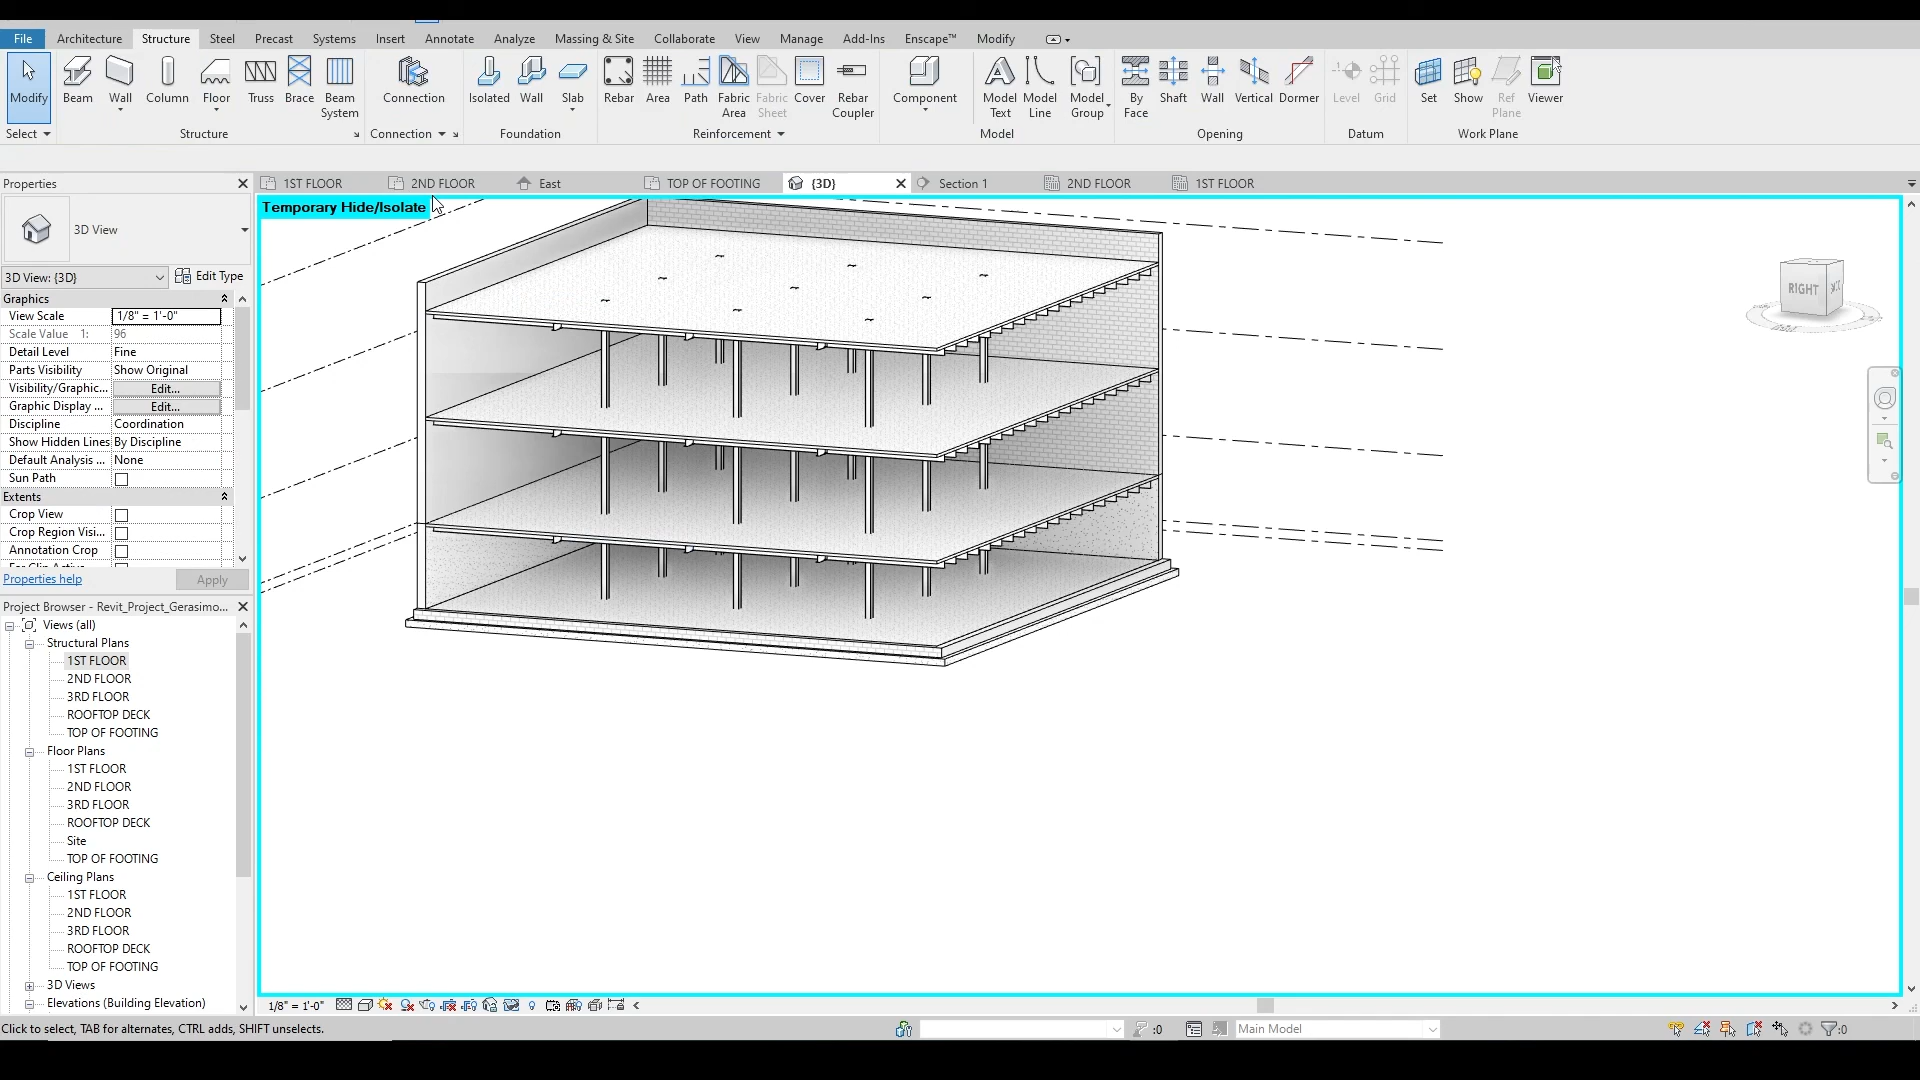 File Architecture Structure Steel Precast Systems Insert Annotate Analyze Massing & Site Collaborate View Manage Add-Ins Enscape™ Modify
Modify Beam Wall Column Floor Truss Brace Beam System Connection Isolated Wall Slab Rebar Area Path Fabric Area Fabric Sheet Cover Rebar Coupler Component Model Text Model Line Model Group By Face Shaft Wall Vertical Dormer Level Grid Set Show Ref Plane Viewer
Select Structure Connection Foundation Reinforcement Model Opening Datum Work Plane
Properties
1ST FLOOR 2ND FLOOR East TOP OF FOOTING {3D} Section 1 2ND FLOOR 1ST FLOOR
Temporary Hide/Isolate
3D View
3D View: {3D} Edit Type
Graphics
View Scale 1/8" = 1'-0"
Scale Value 1: 96
Detail Level Fine
Parts Visibility Show Original
Visibility/Graphic... Edit...
Graphic Display ... Edit...
Discipline Coordination
Show Hidden Lines By Discipline
Default Analysis ... None
Sun Path
Extents
Crop View
Crop Region Visi...
Annotation Crop
Properties help Apply
RIGHT
Project Browser - Revit_Project_Gerasimo...
Views (all)
Structural Plans
1ST FLOOR
2ND FLOOR
3RD FLOOR
ROOFTOP DECK
TOP OF FOOTING
Floor Plans
1ST FLOOR
2ND FLOOR
3RD FLOOR
ROOFTOP DECK
Site
TOP OF FOOTING
Ceiling Plans
1ST FLOOR
2ND FLOOR
3RD FLOOR
ROOFTOP DECK
TOP OF FOOTING
3D Views
Elevations (Building Elevation)
1/8" = 1'-0"
Click to select, TAB for alternates, CTRL adds, SHIFT unselects.
:0
Main Model
:0